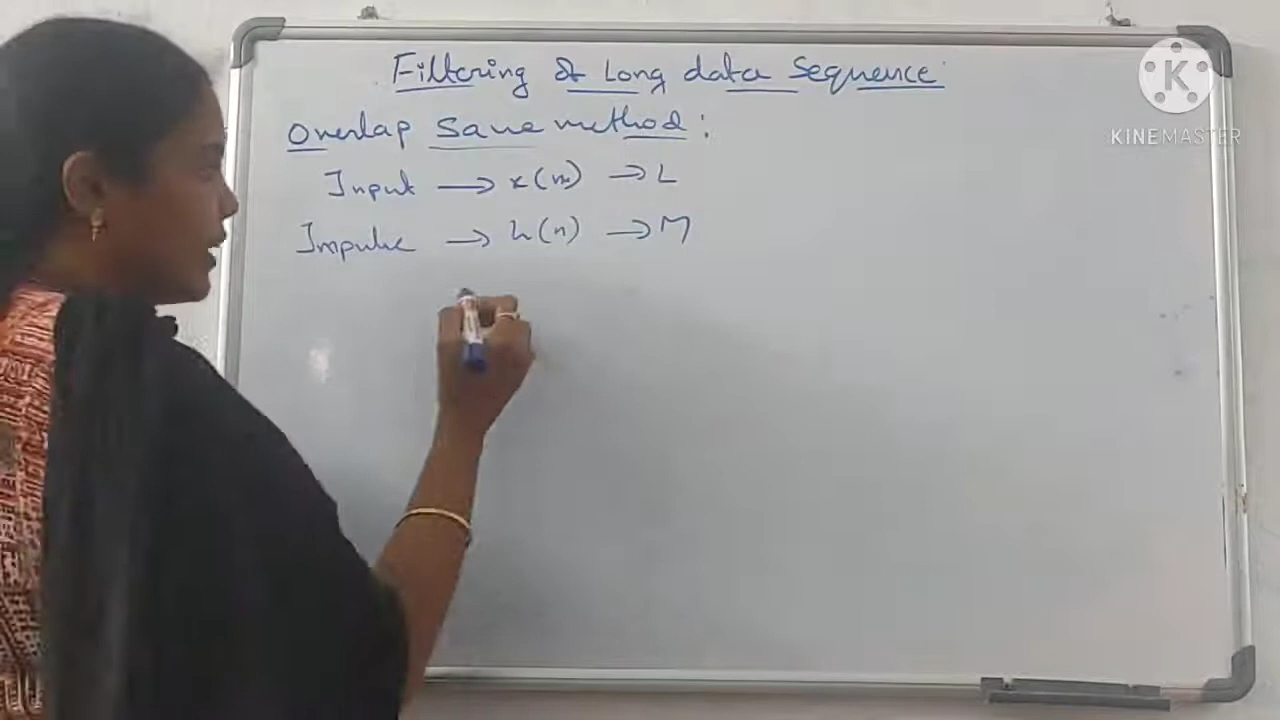 Filtering of Long data Sequence
Overlap Save method :
Input → x(n) → L
Impulse → h(n) → M
K
KINEMASTER